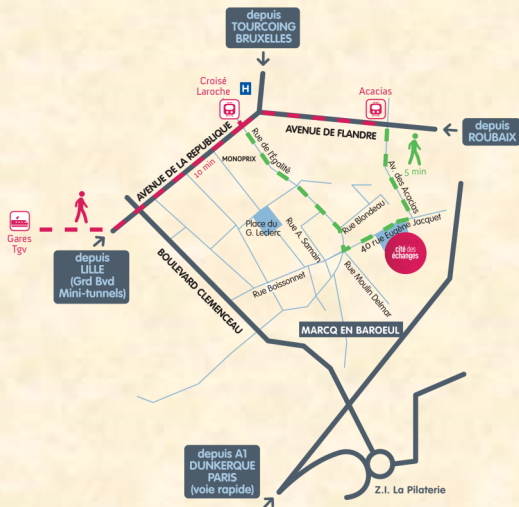 depuis
TOURCOING
BRUXELLES
Croisé
Laroche
H
Acacias
AVENUE DE FLANDRE
depuis
ROUBAIX
AVENUE DE LA REPUBLIQUE
10 min
MONOPRIX
Rue de l'Égalité
5 min
Av. des Acacias
Gares
Tgv
depuis
LILLE
(Grd Bvd
Mini-tunnels)
Place du
G. Leclerc
Rue A. Samain
Rue Blondeau
40 rue Eugène Jacquet
cité des
échanges
BOULEVARD CLEMENCEAU
Rue Boissonnet
Rue Moulin Delmar
MARCQ EN BAROEUL
depuis A1
DUNKERQUE
PARIS
(voie rapide)
Z.I. La Pilaterie